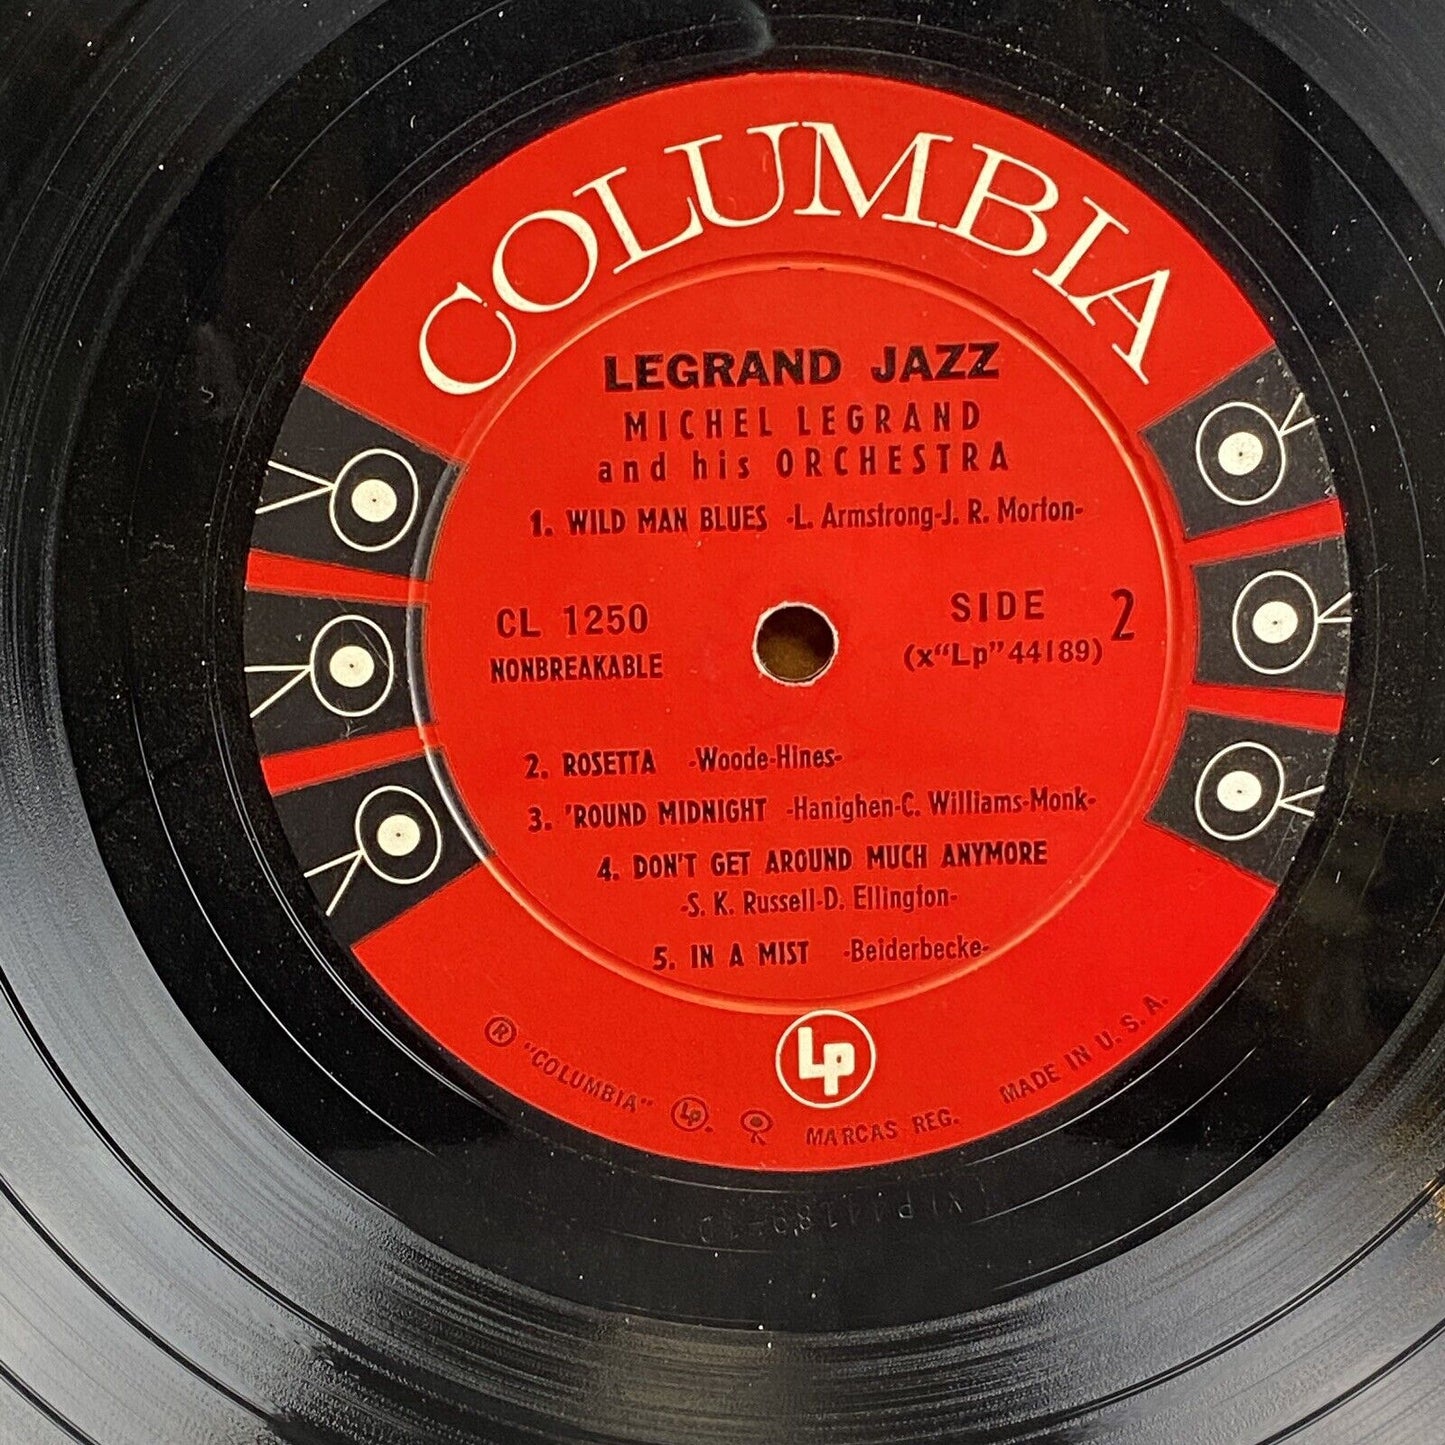 COLUMBIA
LEGRAND JAZZ
MICHEL LEGRAND
and his ORCHESTRA
1. WILD MAN BLUES -L. Armstrong-J. R. Morton-
CL 1250
NONBREAKABLE
SIDE 2
(x“Lp”44189)
2. ROSETTA -Woode-Hines-
3. 'ROUND MIDNIGHT -Hanighen-C. Williams-Monk-
4. DON'T GET AROUND MUCH ANYMORE
-S. K. Russell-D. Ellington-
5. IN A MIST -Beiderbecke-
LP
® "COLUMBIA" LP. MARCAS REG. MADE IN U. S. A.